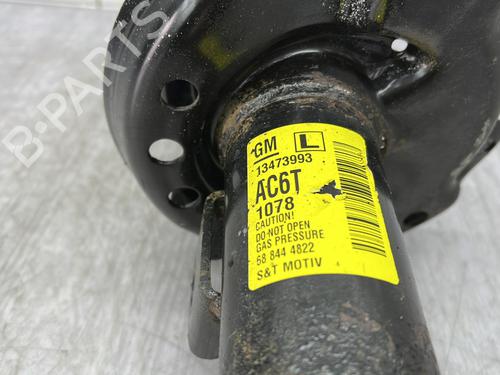 B-PARTS
GM L
13473993
AC6T
1078
CAUTION!
DO NOT OPEN
GAS PRESSURE
68 844 4822
S&T MOTIV